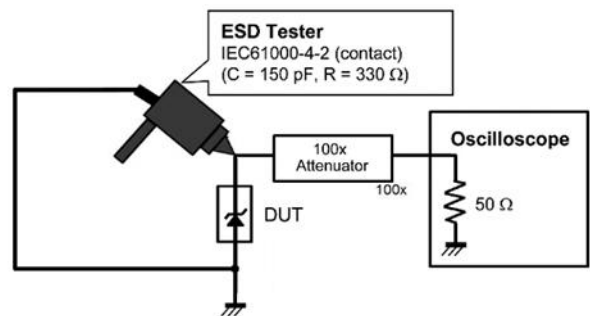 ESD Tester
IEC61000-4-2 (contact)
(C = 150 pF, R = 330 Ω)
100x
Attenuator
100x
Oscilloscope
50 Ω
DUT